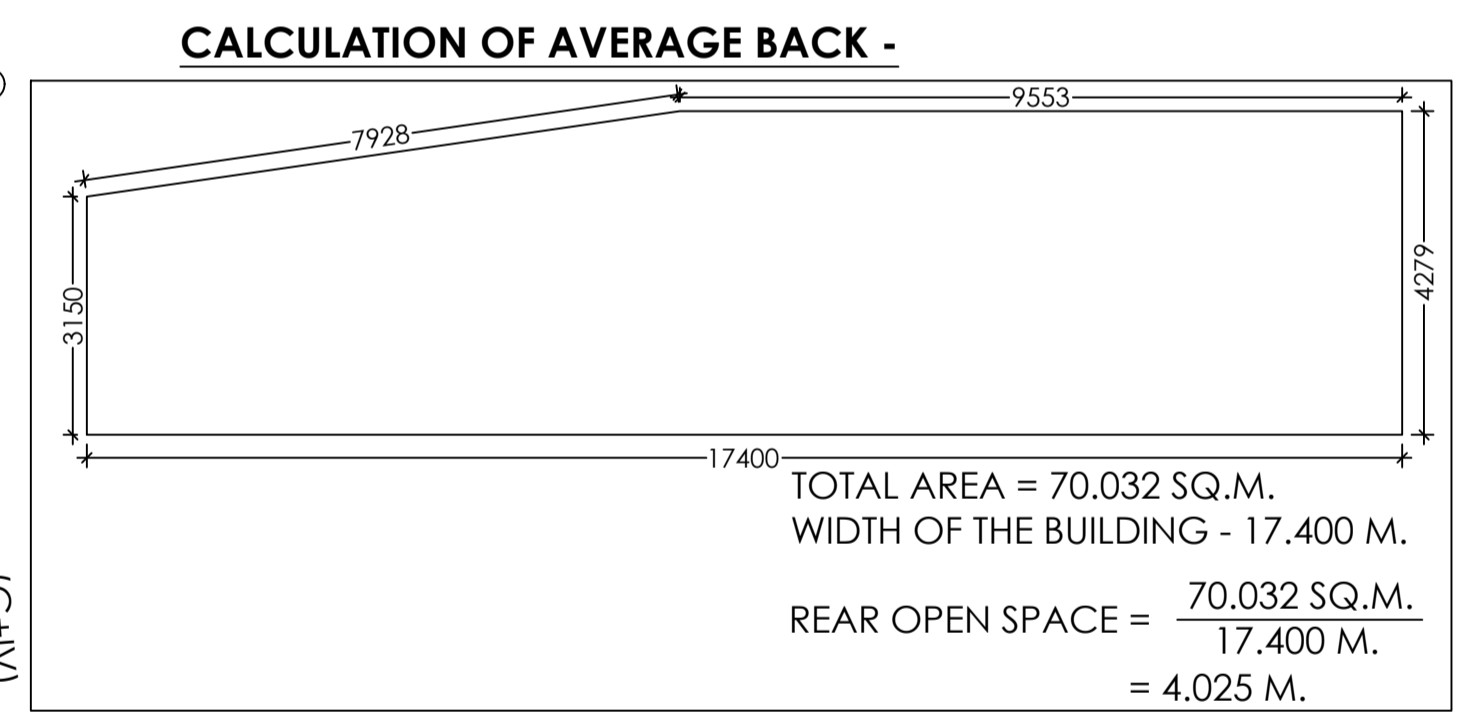 CALCULATION OF AVERAGE BACK -
9553
7928
3150
4279
17400
TOTAL AREA = 70.032 SQ.M.
WIDTH OF THE BUILDING - 17.400 M.
REAR OPEN SPACE = 70.032 SQ.M.
17.400 M.
= 4.025 M.